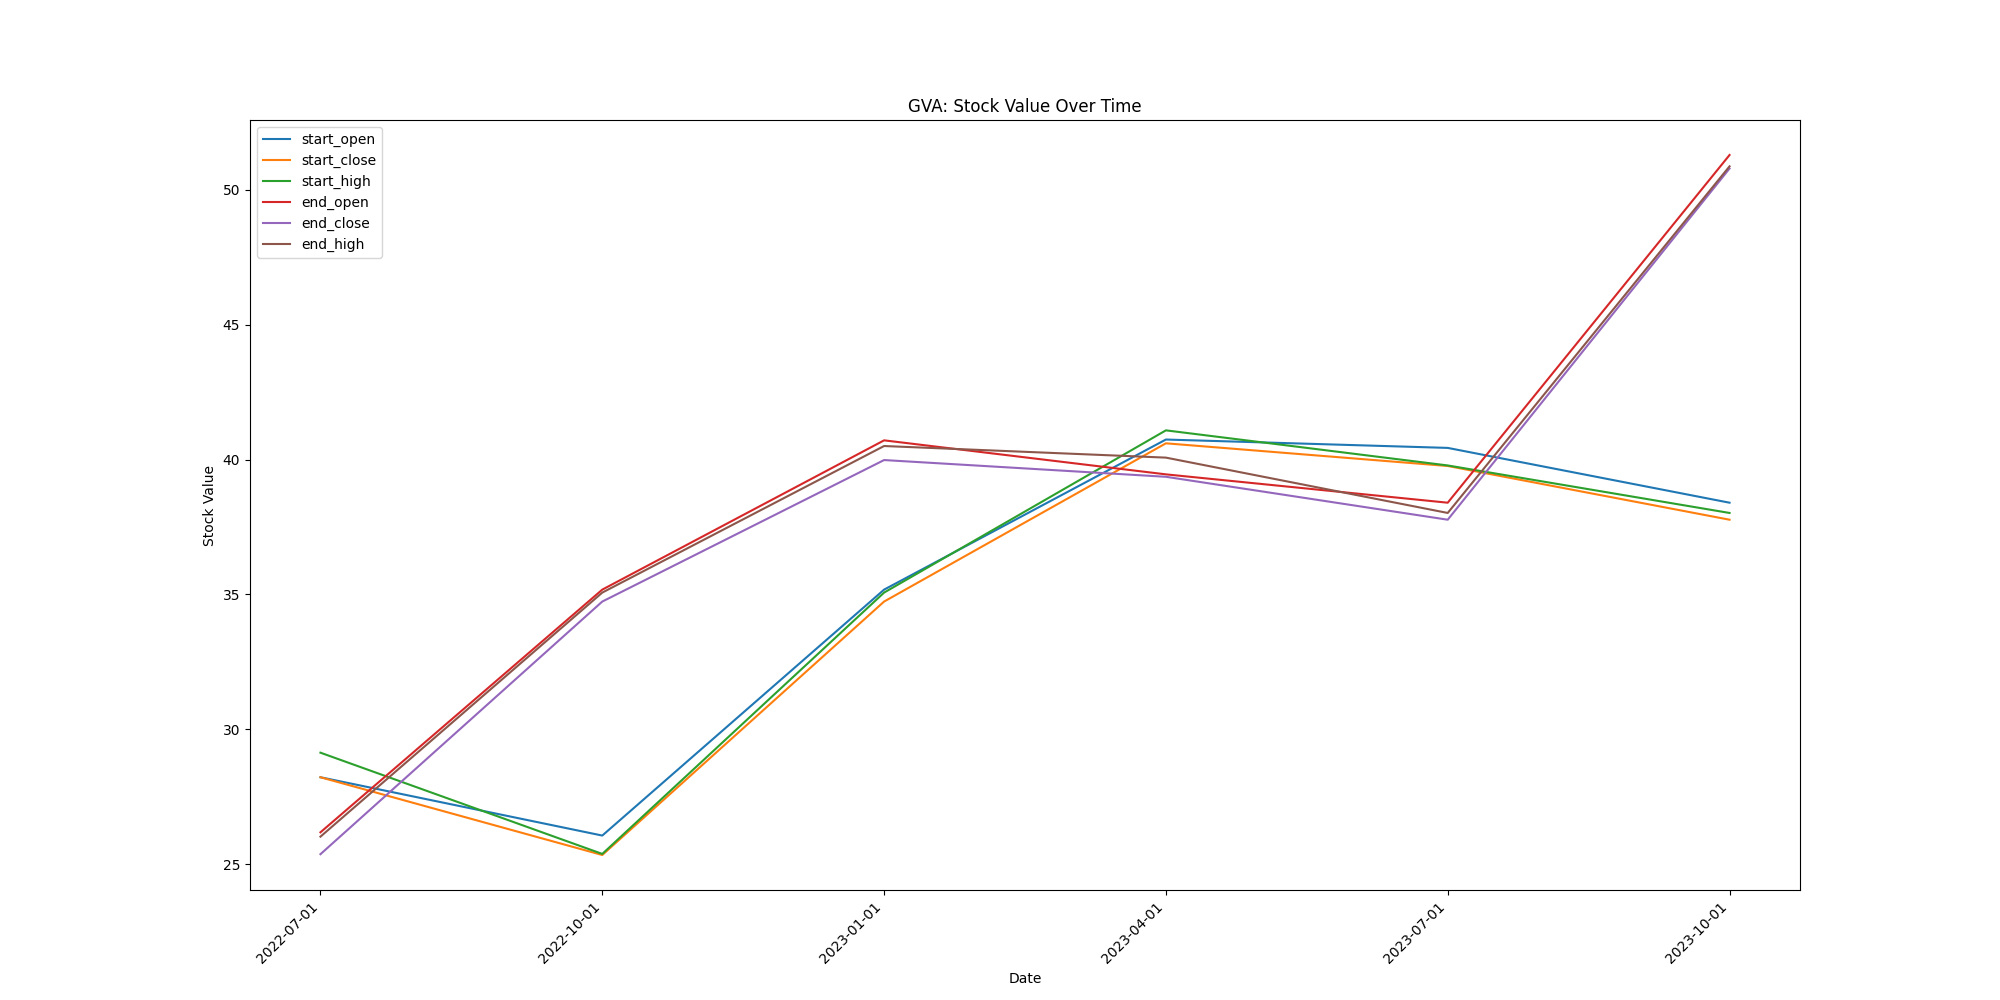 GVA: Stock Value Over Time
start_open
start_close
start_high
end_open
end_close
end_high
Stock Value
50
45
40
35
30
25
2022-07-01
2022-10-01
2023-01-01
2023-04-01
2023-07-01
2023-10-01
Date